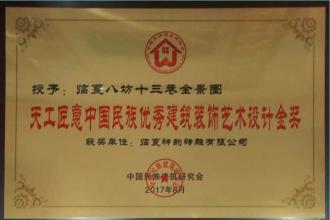 授予：临夏八坊十三巷全景图
天工匠意中国民族优秀建筑装饰艺术设计金奖
获奖单位：临夏神韵砖雕有限公司
中国民族建筑研究会
2017年8月